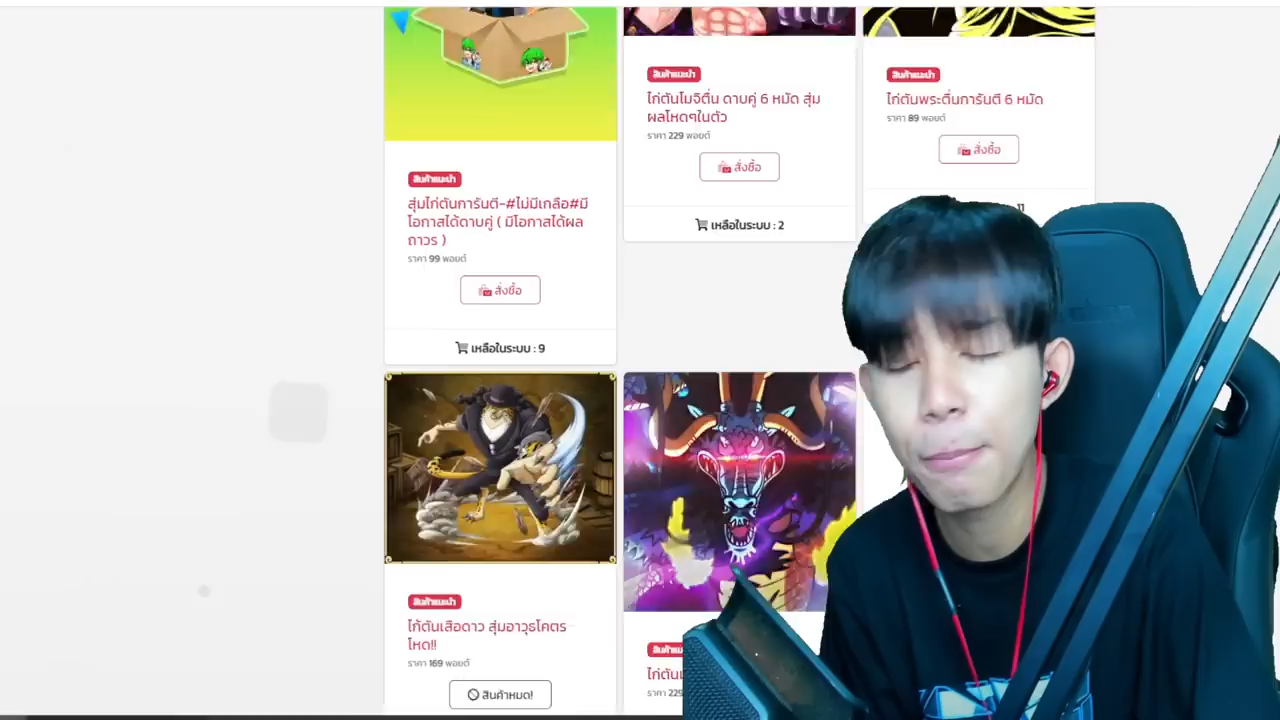 สินค้าแนะนำ
สุ่มไก่ตันการันตี-#ไม่มีเกลือ#มี
โอกาสได้ดาบคู่ ( มีโอกาสได้ผล
ถาวร )
ราคา 99 พอยต์
สั่งซื้อ
เหลือในระบบ : 9
สินค้าแนะนำ
ไก่ตันโมจิตื่น ดาบคู่ 6 หมัด สุ่ม
ผลโหดๆในตัว
ราคา 229 พอยต์
สั่งซื้อ
เหลือในระบบ : 2
สินค้าแนะนำ
ไก่ตันพระตื่นการันตี 6 หมัด
ราคา 89 พอยต์
สั่งซื้อ
11
สินค้าแนะนำ
ไก้ตันเสือดาว สุ่มอาวุธโคตร
โหด!!
ราคา 169 พอยต์
สินค้าหมด!
ไก่ตัน
ราคา 229